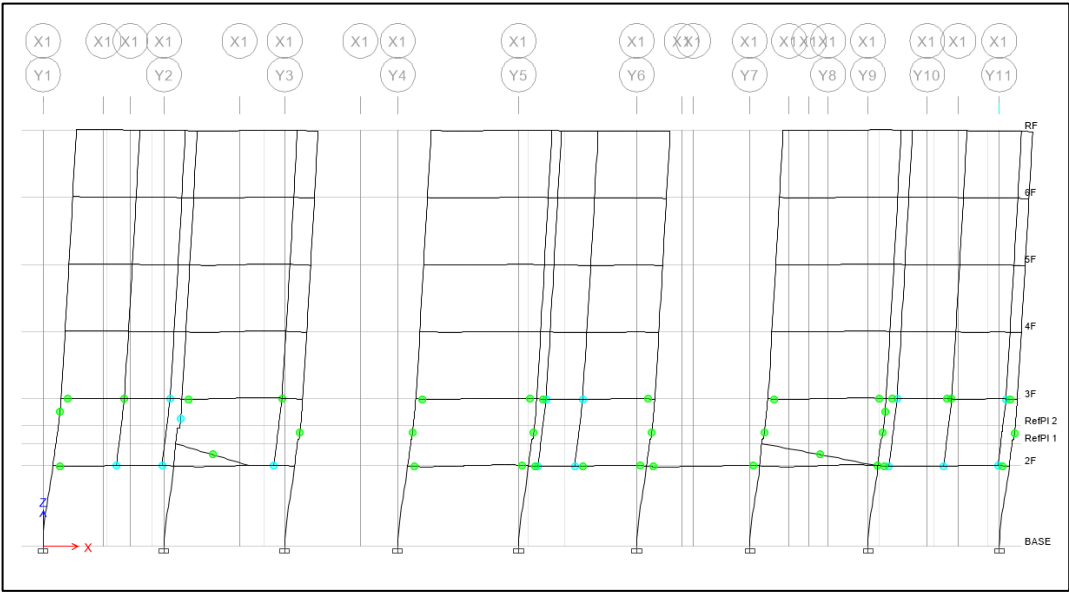 X1 X1 X1 X1 X1 X1 X1 X1 X1 X1 X1 X1 X1 X1 X1 X1 X1 X1 X1 X1
Y1 Y2 Y3 Y4 Y5 Y6 Y7 Y8 Y9 Y10 Y11
RF
6F
5F
4F
3F
RefPl 2
RefPl 1
2F
Z
X
BASE